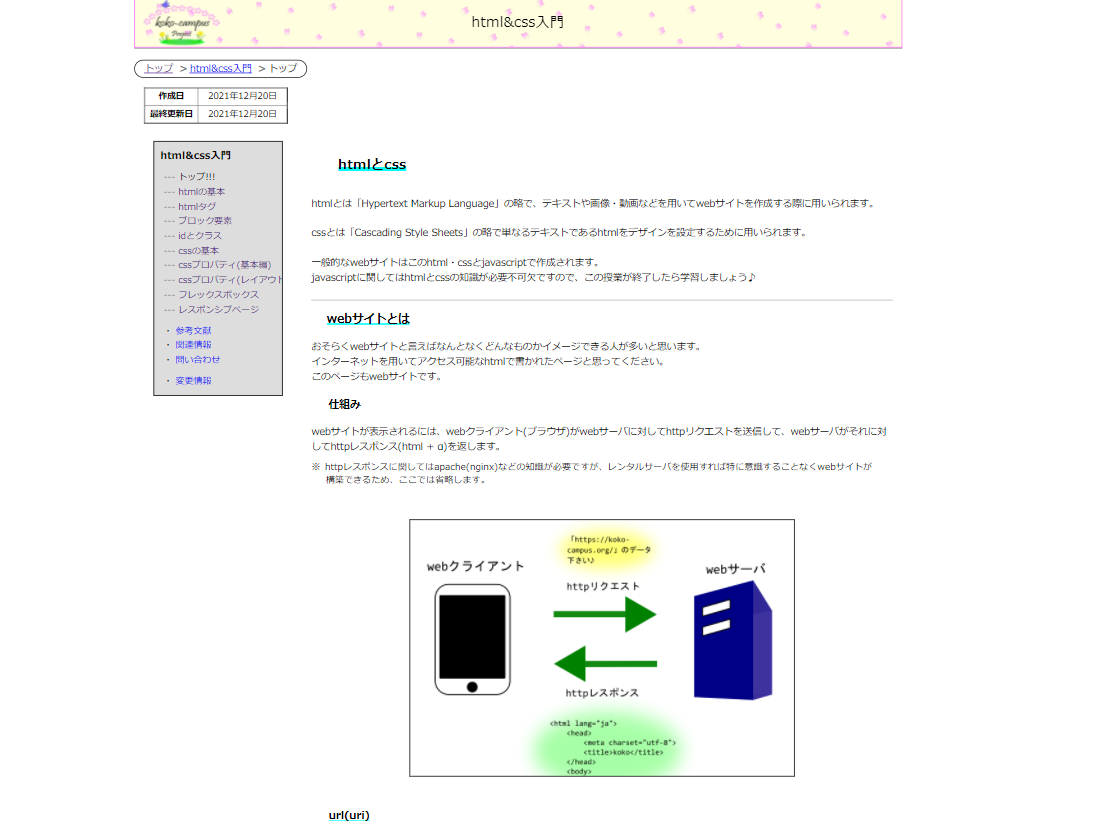 koko-campus
Project
html&css入門
トップ > html&css入門 > トップ
作成日 2021年12月20日
最終更新日 2021年12月20日
html&css入門
--- トップ!!!
--- htmlの基本
--- htmlタグ
--- ブロック要素
--- idとクラス
--- cssの基本
--- cssプロパティ(基本編)
--- cssプロパティ(レイアウト
--- フレックスボックス
--- レスポンシブページ
・ 参考文献
・ 関連情報
・ 問い合わせ
・ 変更情報
htmlとcss
htmlとは「Hypertext Markup Language」の略で、テキストや画像・動画などを用いてwebサイトを作成する際に用いられます。
cssとは「Cascading Style Sheets」の略で単なるテキストであるhtmlをデザインを設定するために用いられます。
一般的なwebサイトはこのhtml・cssとjavascriptで作成されます。
javascriptに関してはhtmlとcssの知識が必要不可欠ですので、この授業が終了したら学習しましょう♪
webサイトとは
おそらくwebサイトと言えばなんとなくどんなものかイメージできる人が多いと思います。
インターネットを用いてアクセス可能なhtmlで書かれたページと思ってください。
このページもwebサイトです。
仕組み
webサイトが表示されるには、webクライアント(ブラウザ)がwebサーバに対してhttpリクエストを送信して、webサーバがそれに対
してhttpレスポンス(html + α)を返します。
※ httpレスポンスに関してはapache(nginx)などの知識が必要ですが、レンタルサーバを使用すれば特に意識することなくwebサイトが
構築できるため、ここでは省略します。
「https://koko-
campus.org/」のデータ
下さい♪
webクライアント
webサーバ
httpリクエスト
httpレスポンス
<html lang="ja">
<head>
<meta charset="utf-8">
<title>koko</title>
</head>
<body>
url(uri)